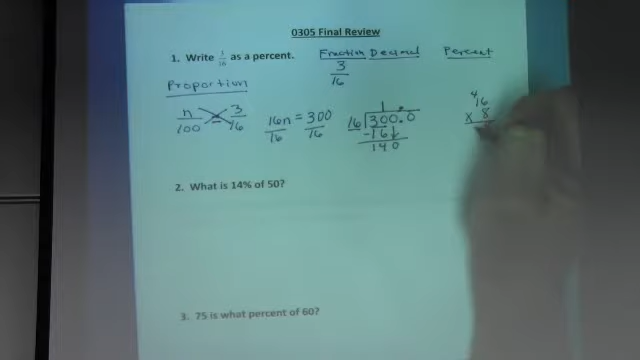 0305 Final Review
1. Write 3/16 as a percent.
Fraction Decimal Percent
3/16
Proportion
n/100 = 3/16
16n = 300
16 16
1
16 300.0
-16↓
140
4
16
x 8
2. What is 14% of 50?
3. 75 is what percent of 60?